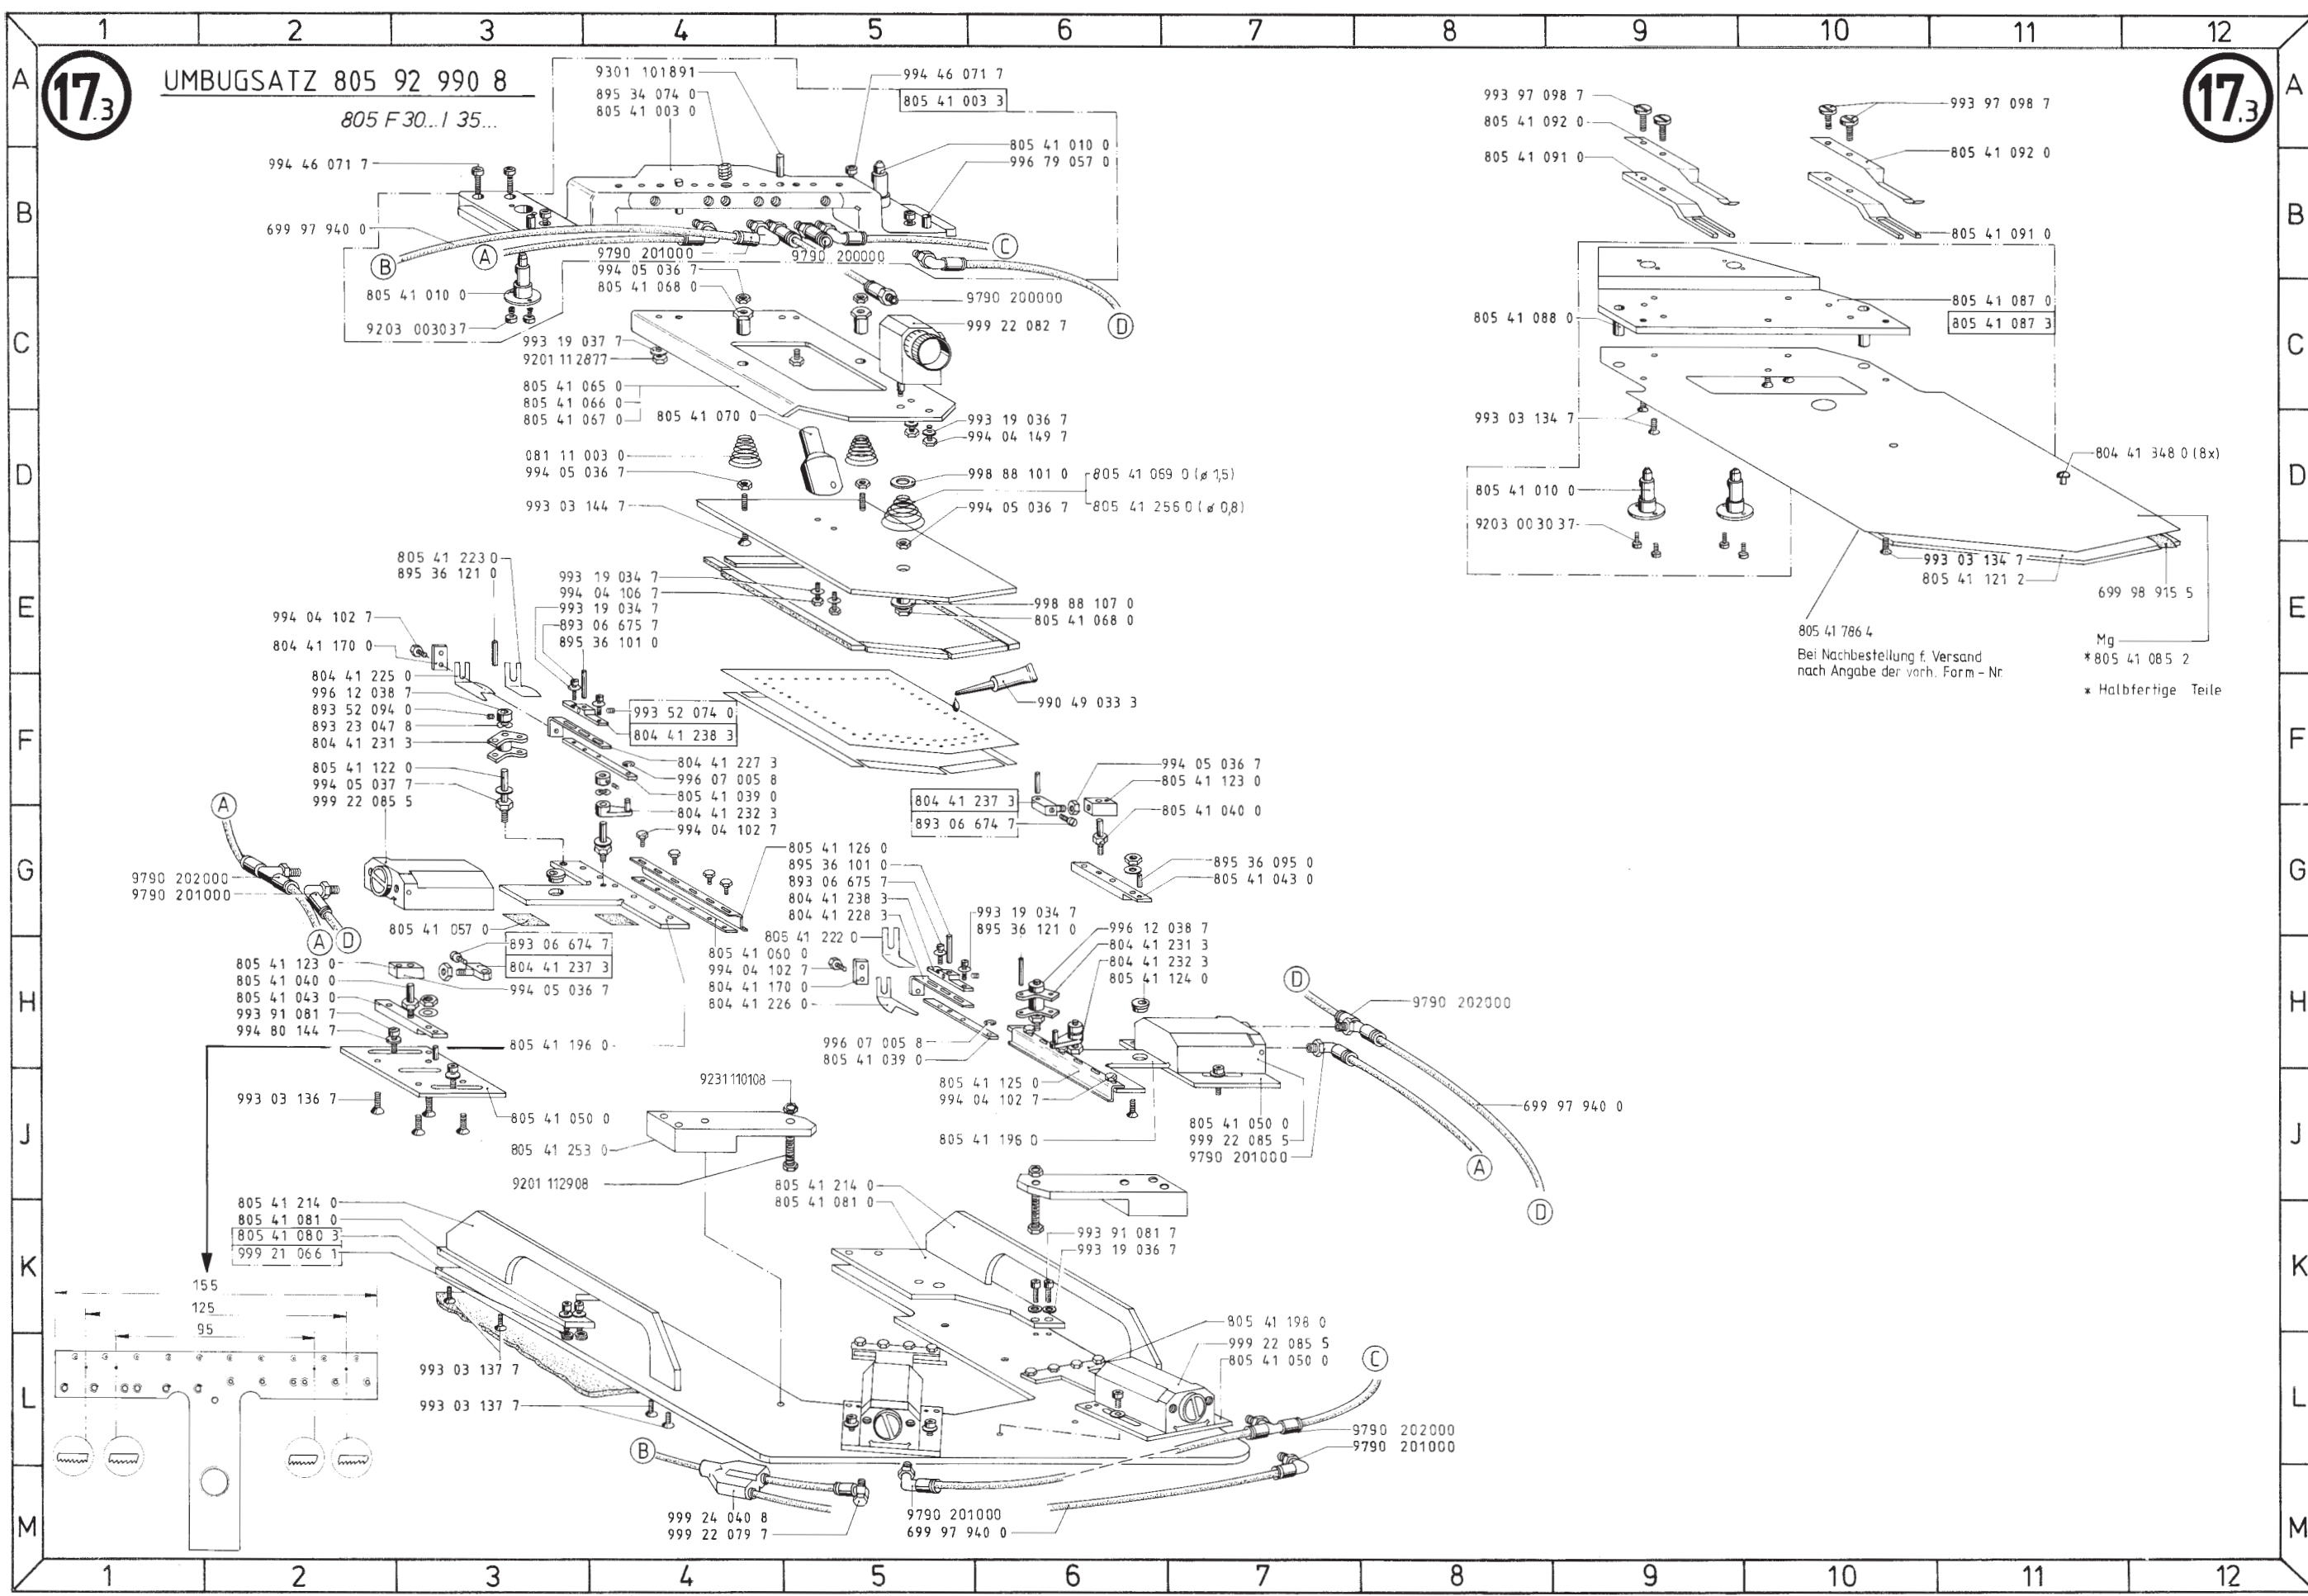 1 2 3 4 5 6 7 8 9 10 11 12
A
A
17.3
UMBUGSATZ 805 92 990 8
805 F 30...I 35...
17.3
9301 101891
895 34 074 0
805 41 003 0
994 46 071 7
805 41 003 3
805 41 010 0
996 79 057 0
994 46 071 7
699 97 940 0
B
B
B
A
C
D
9790 201000
9790 200000
994 05 036 7
805 41 068 0
805 41 010 0
9203 003037
9790 200000
999 22 082 7
C
C
993 19 037 7
9201 112877
805 41 065 0
805 41 066 0
805 41 067 0
805 41 070 0
993 19 036 7
994 04 149 7
081 11 003 0
994 05 036 7
993 03 144 7
998 88 101 0
805 41 069 0 (ø 1,5)
805 41 256 0 (ø 0,8)
994 05 036 7
D
D
993 97 098 7
805 41 092 0
805 41 091 0
993 97 098 7
805 41 092 0
805 41 091 0
805 41 088 0
805 41 087 0
805 41 087 3
993 03 134 7
804 41 348 0 (8x)
805 41 010 0
9203 003037
993 03 134 7
805 41 121 2
699 98 915 5
805 41 786 4
Bei Nachbestellung f. Versand
nach Angabe der vorh. Form - Nr.
Mg
* 805 41 085 2
* Halbfertige Teile
E
E
805 41 223 0
895 36 121 0
994 04 102 7
804 41 170 0
804 41 225 0
996 12 038 7
893 52 094 0
893 23 047 8
804 41 231 3
805 41 122 0
994 05 037 7
999 22 085 5
993 19 034 7
994 04 106 7
993 19 034 7
893 06 675 7
895 36 101 0
998 88 107 0
805 41 068 0
993 52 074 0
804 41 238 3
990 49 033 3
F
F
804 41 227 3
996 07 005 8
805 41 039 0
804 41 232 3
994 04 102 7
994 05 036 7
805 41 123 0
804 41 237 3
893 06 674 7
805 41 040 0
895 36 095 0
805 41 043 0
G
G
A
9790 202000
9790 201000
A
D
805 41 057 0
805 41 126 0
895 36 101 0
893 06 675 7
804 41 238 3
804 41 228 3
805 41 222 0
805 41 060 0
994 04 102 7
804 41 170 0
804 41 226 0
993 19 034 7
895 36 121 0
996 12 038 7
804 41 231 3
804 41 232 3
805 41 124 0
H
H
893 06 674 7
804 41 237 3
994 05 036 7
805 41 123 0
805 41 040 0
805 41 043 0
993 91 081 7
994 80 144 7
805 41 196 0
996 07 005 8
805 41 039 0
D
9790 202000
J
J
993 03 136 7
805 41 050 0
9231110108
805 41 253 0
9201 112908
805 41 125 0
994 04 102 7
805 41 196 0
805 41 050 0
999 22 085 5
9790 201000
699 97 940 0
A
D
K
K
805 41 214 0
805 41 081 0
805 41 080 3
999 21 066 1
805 41 214 0
805 41 081 0
993 91 081 7
993 19 036 7
155
125
95
L
L
993 03 137 7
993 03 137 7
805 41 198 0
999 22 085 5
805 41 050 0
C
9790 202000
9790 201000
B
M
M
999 24 040 8
999 22 079 7
9790 201000
699 97 940 0
1 2 3 4 5 6 7 8 9 10 11 12